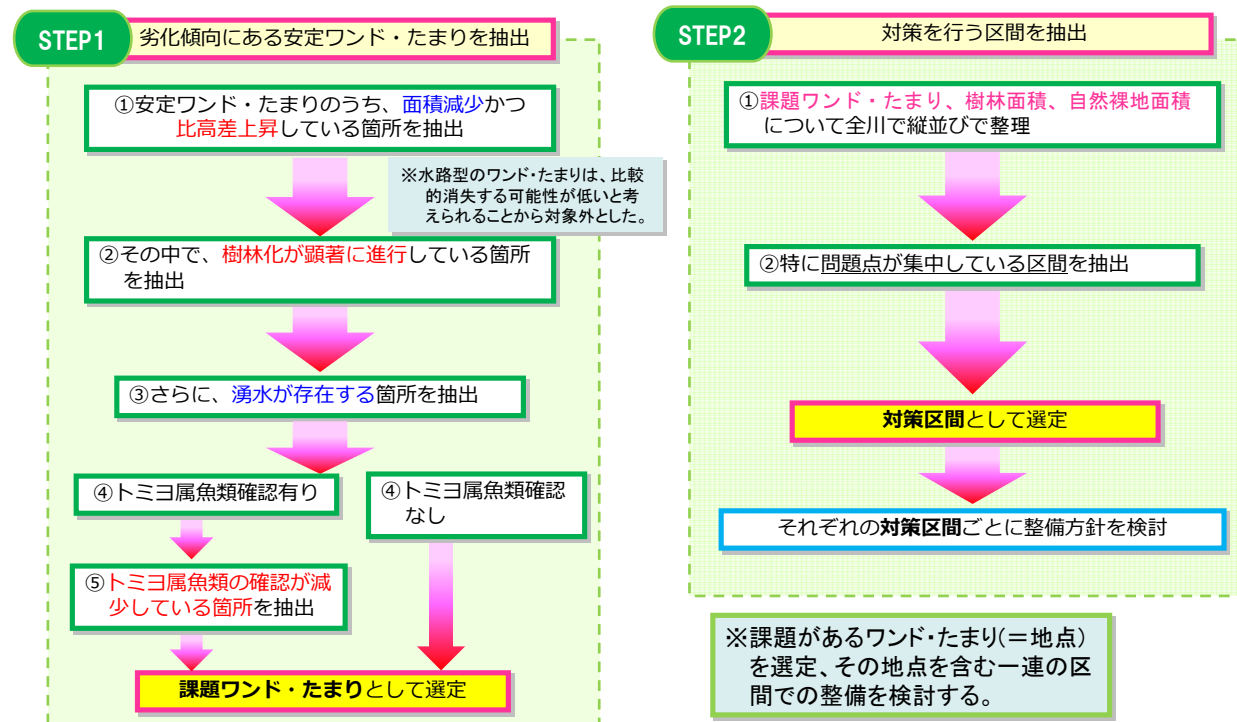 STEP1
劣化傾向にある安定ワンド・たまりを抽出
①安定ワンド・たまりのうち、面積減少かつ
比高差上昇している箇所を抽出
※水路型のワンド・たまりは、比較
的消失する可能性が低いと考
えられることから対象外とした。
②その中で、樹林化が顕著に進行している箇所
を抽出
③さらに、湧水が存在する箇所を抽出
④トミヨ属魚類確認有り
④トミヨ属魚類確認
なし
⑤トミヨ属魚類の確認が減
少している箇所を抽出
課題ワンド・たまりとして選定
STEP2
対策を行う区間を抽出
①課題ワンド・たまり、樹林面積、自然裸地面積
について全川で縦並びで整理
②特に問題点が集中している区間を抽出
対策区間として選定
それぞれの対策区間ごとに整備方針を検討
※課題があるワンド・たまり(＝地点)
を選定、その地点を含む一連の区
間での整備を検討する。